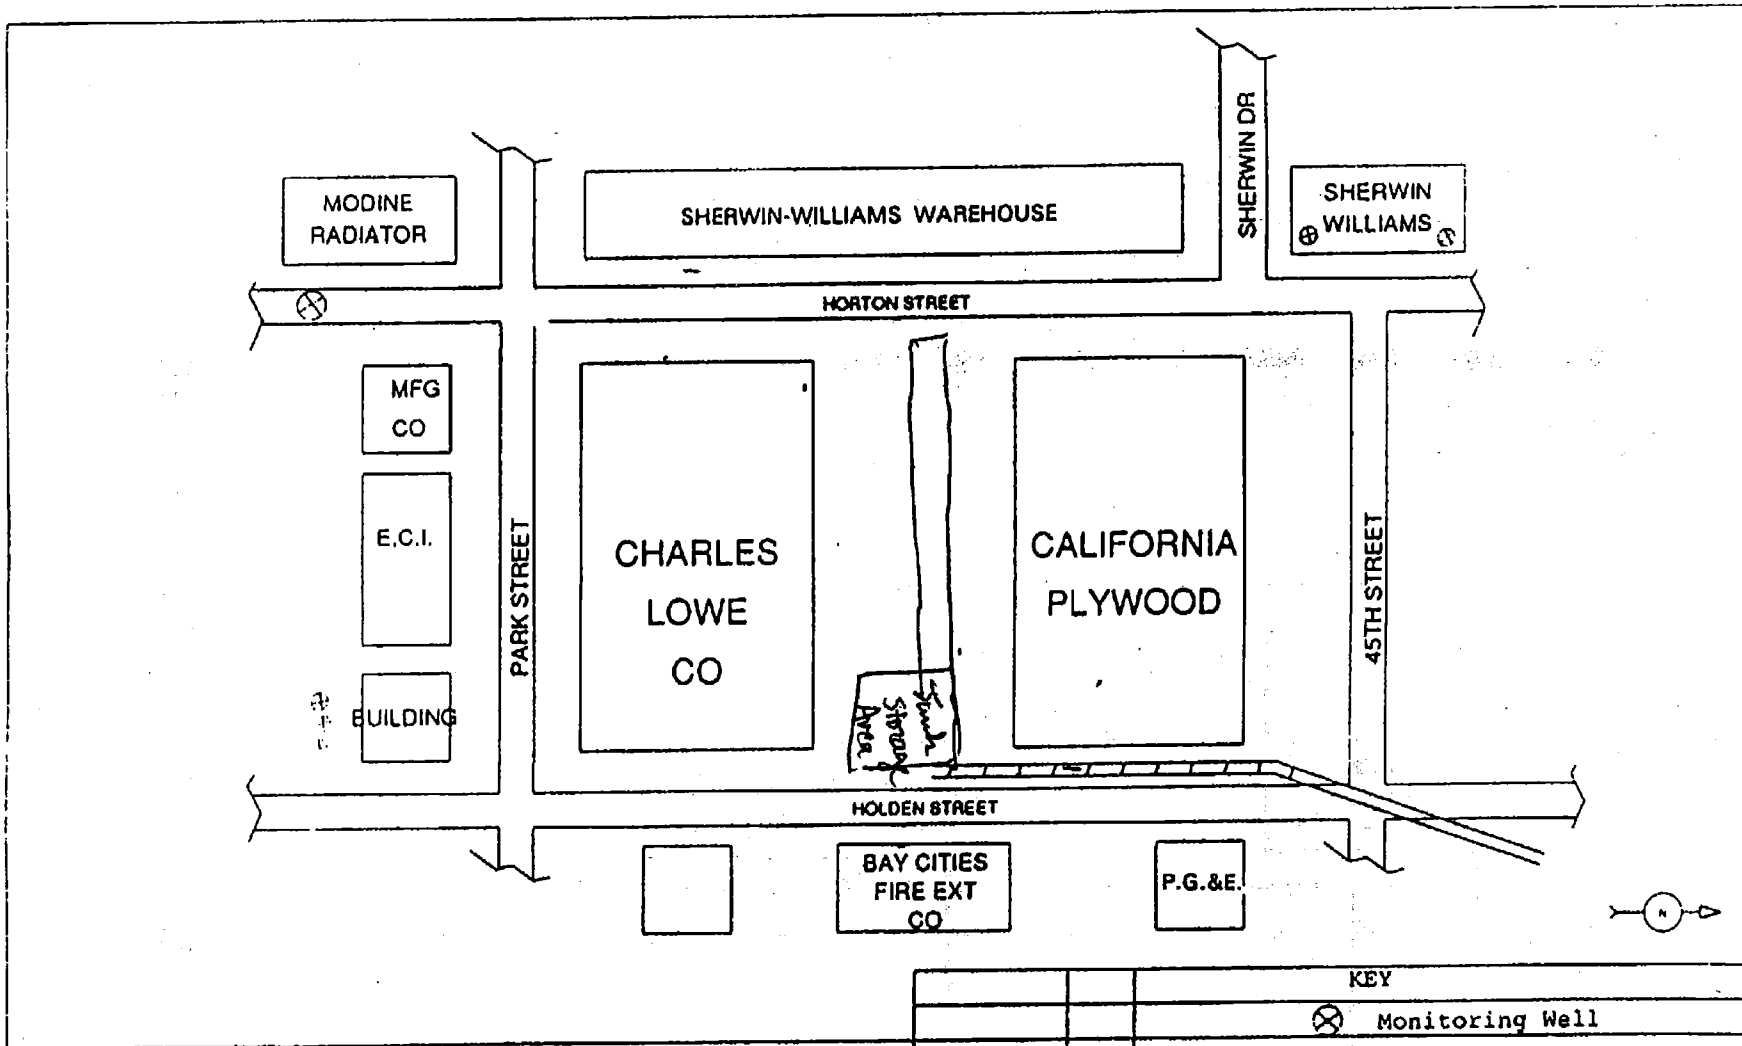 SHERWIN DR
MODINE
RADIATOR
SHERWIN-WILLIAMS WAREHOUSE
SHERWIN
WILLIAMS
HORTON STREET
MFG
CO
E.C.I.
BUILDING
PARK STREET
CHARLES
LOWE
CO
Storage
Area
CALIFORNIA
PLYWOOD
45TH STREET
HOLDEN STREET
BAY CITIES
FIRE EXT
CO
P.G.&E.
N
KEY
Monitoring Well